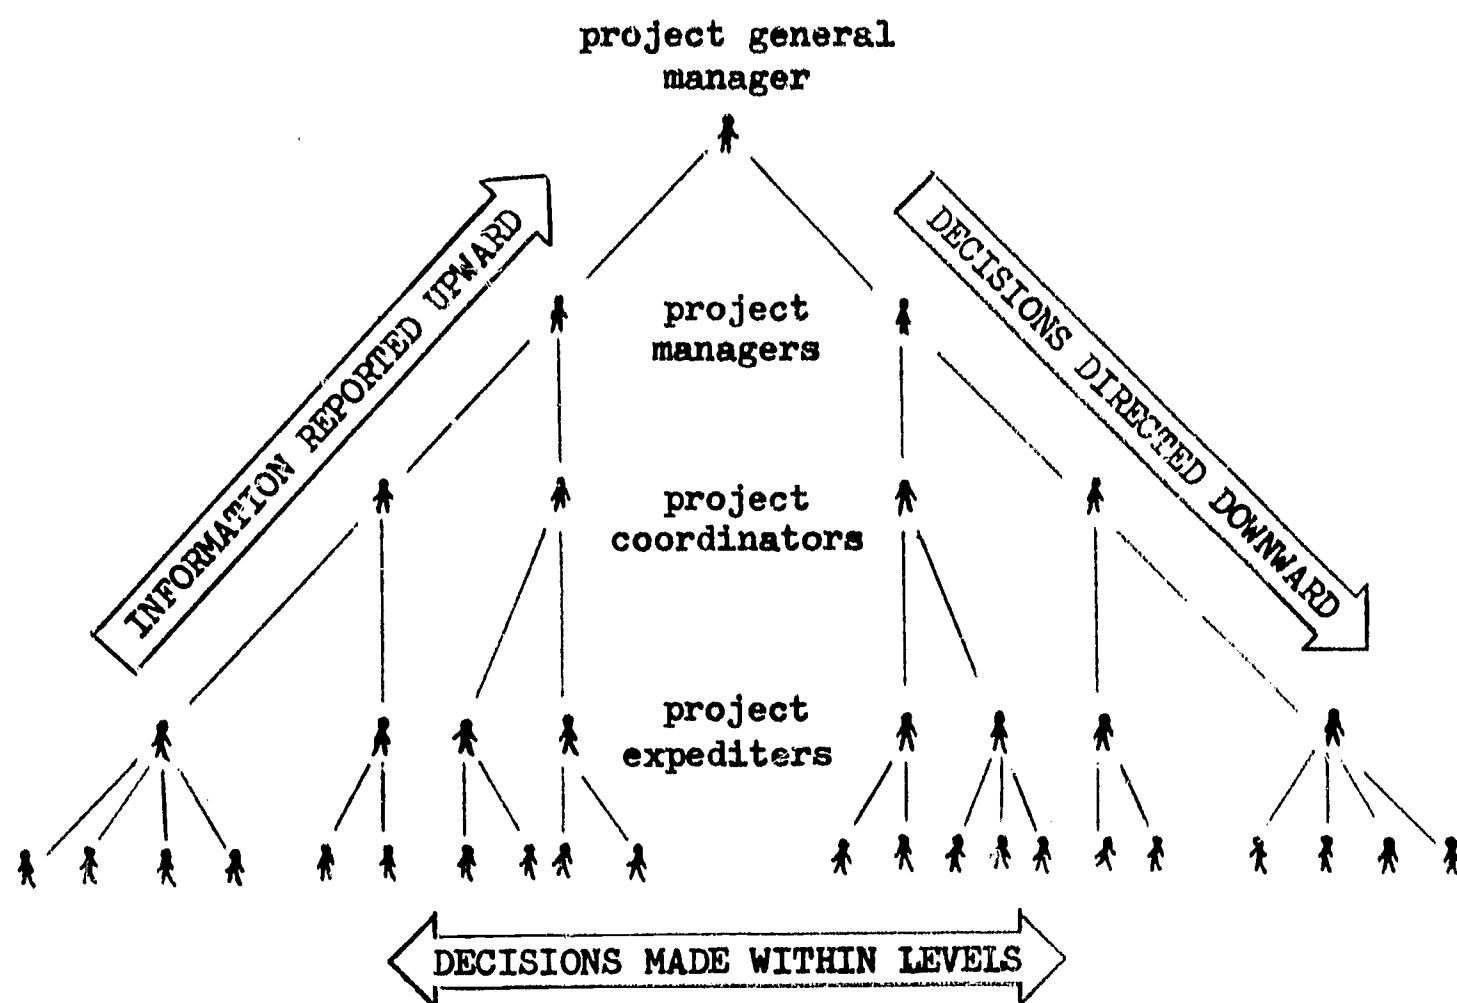 project general
manager
INFORMATION REPORTED UPWARD
DECISIONS DIRECTED DOWNWARD
project
managers
project
coordinators
project
expediters
DECISIONS MADE WITHIN LEVELS